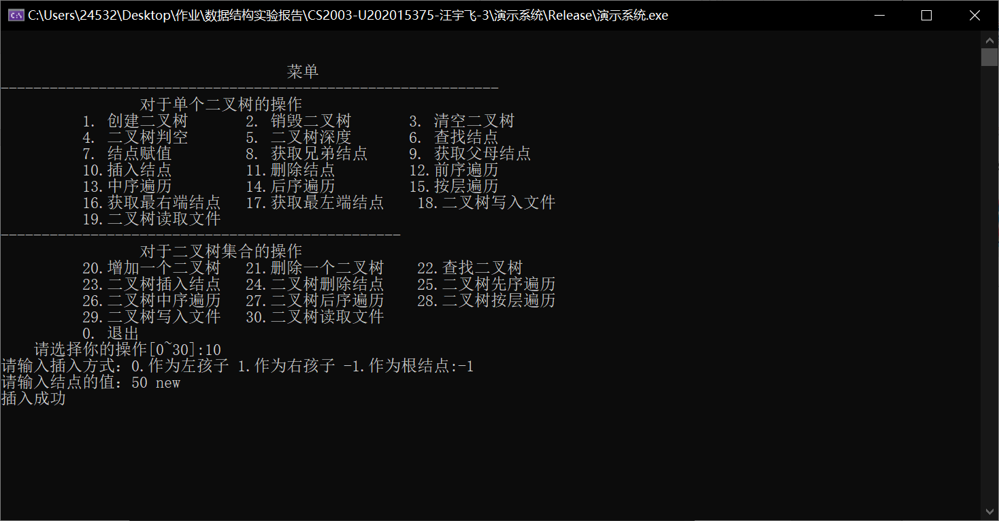 C:\Users\24532\Desktop\作业\数据结构实验报告\CS2003-U202015375-汪宇飞-3\演示系统\Release\演示系统.exe
菜单
-------------------------------------------------------------
对于单个二叉树的操作
1. 创建二叉树 2. 销毁二叉树 3. 清空二叉树
4. 二叉树判空 5. 二叉树深度 6. 查找结点
7. 结点赋值 8. 获取兄弟结点 9. 获取父母结点
10.插入结点 11.删除结点 12.前序遍历
13.中序遍历 14.后序遍历 15.按层遍历
16.获取最右端结点 17.获取最左端结点 18.二叉树写入文件
19.二叉树读取文件
-------------------------------------------------
对于二叉树集合的操作
20.增加一个二叉树 21.删除一个二叉树 22.查找二叉树
23.二叉树插入结点 24.二叉树删除结点 25.二叉树先序遍历
26.二叉树中序遍历 27.二叉树后序遍历 28.二叉树按层遍历
29.二叉树写入文件 30.二叉树读取文件
0. 退出
请选择你的操作[0~30]:10
请输入插入方式：0.作为左孩子 1.作为右孩子 -1.作为根结点:-1
请输入结点的值：50 new
插入成功